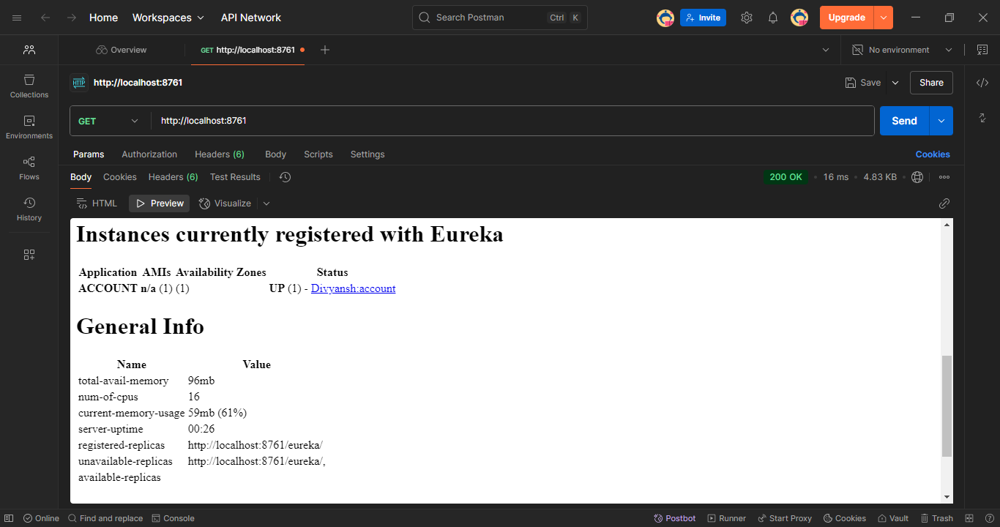 Home Workspaces API Network Search Postman Ctrl K Invite Upgrade
Overview GET http://localhost:8761 No environment
HTTP http://localhost:8761 Save Share
GET http://localhost:8761 Send
Params Authorization Headers (6) Body Scripts Settings Cookies
Body Cookies Headers (6) Test Results 200 OK • 16 ms • 4.83 KB •
HTML Preview Visualize
Collections
Environments
Flows
History
Instances currently registered with Eureka
Application AMIs Availability Zones Status
ACCOUNT n/a (1) (1) UP (1) - Divyansh:account
General Info
Name Value
total-avail-memory 96mb
num-of-cpus 16
current-memory-usage 59mb (61%)
server-uptime 00:26
registered-replicas http://localhost:8761/eureka/
unavailable-replicas http://localhost:8761/eureka/,
available-replicas
Online Find and replace Console Postbot Runner Start Proxy Cookies Vault Trash